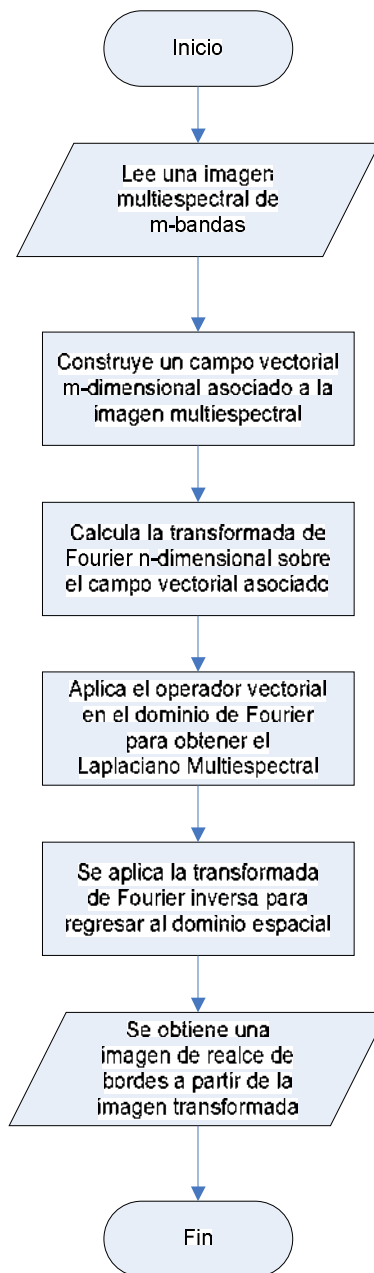 Inicio
Lee una imagen
multiespectral de
m-bandas
Construye un campo vectorial
m-dimensional asociado a la
imagen multiespectral
Calcula la transformada de
Fourier n-dimensional sobre
el campo vectorial asociado
Aplica el operador vectorial
en el dominio de Fourier
para obtener el
Laplaciano Multiespectral
Se aplica la transformada
de Fourier inversa para
regresar al dominio espacial
Se obtiene una
imagen de realce de
bordes a partir de la
imagen transformada
Fin